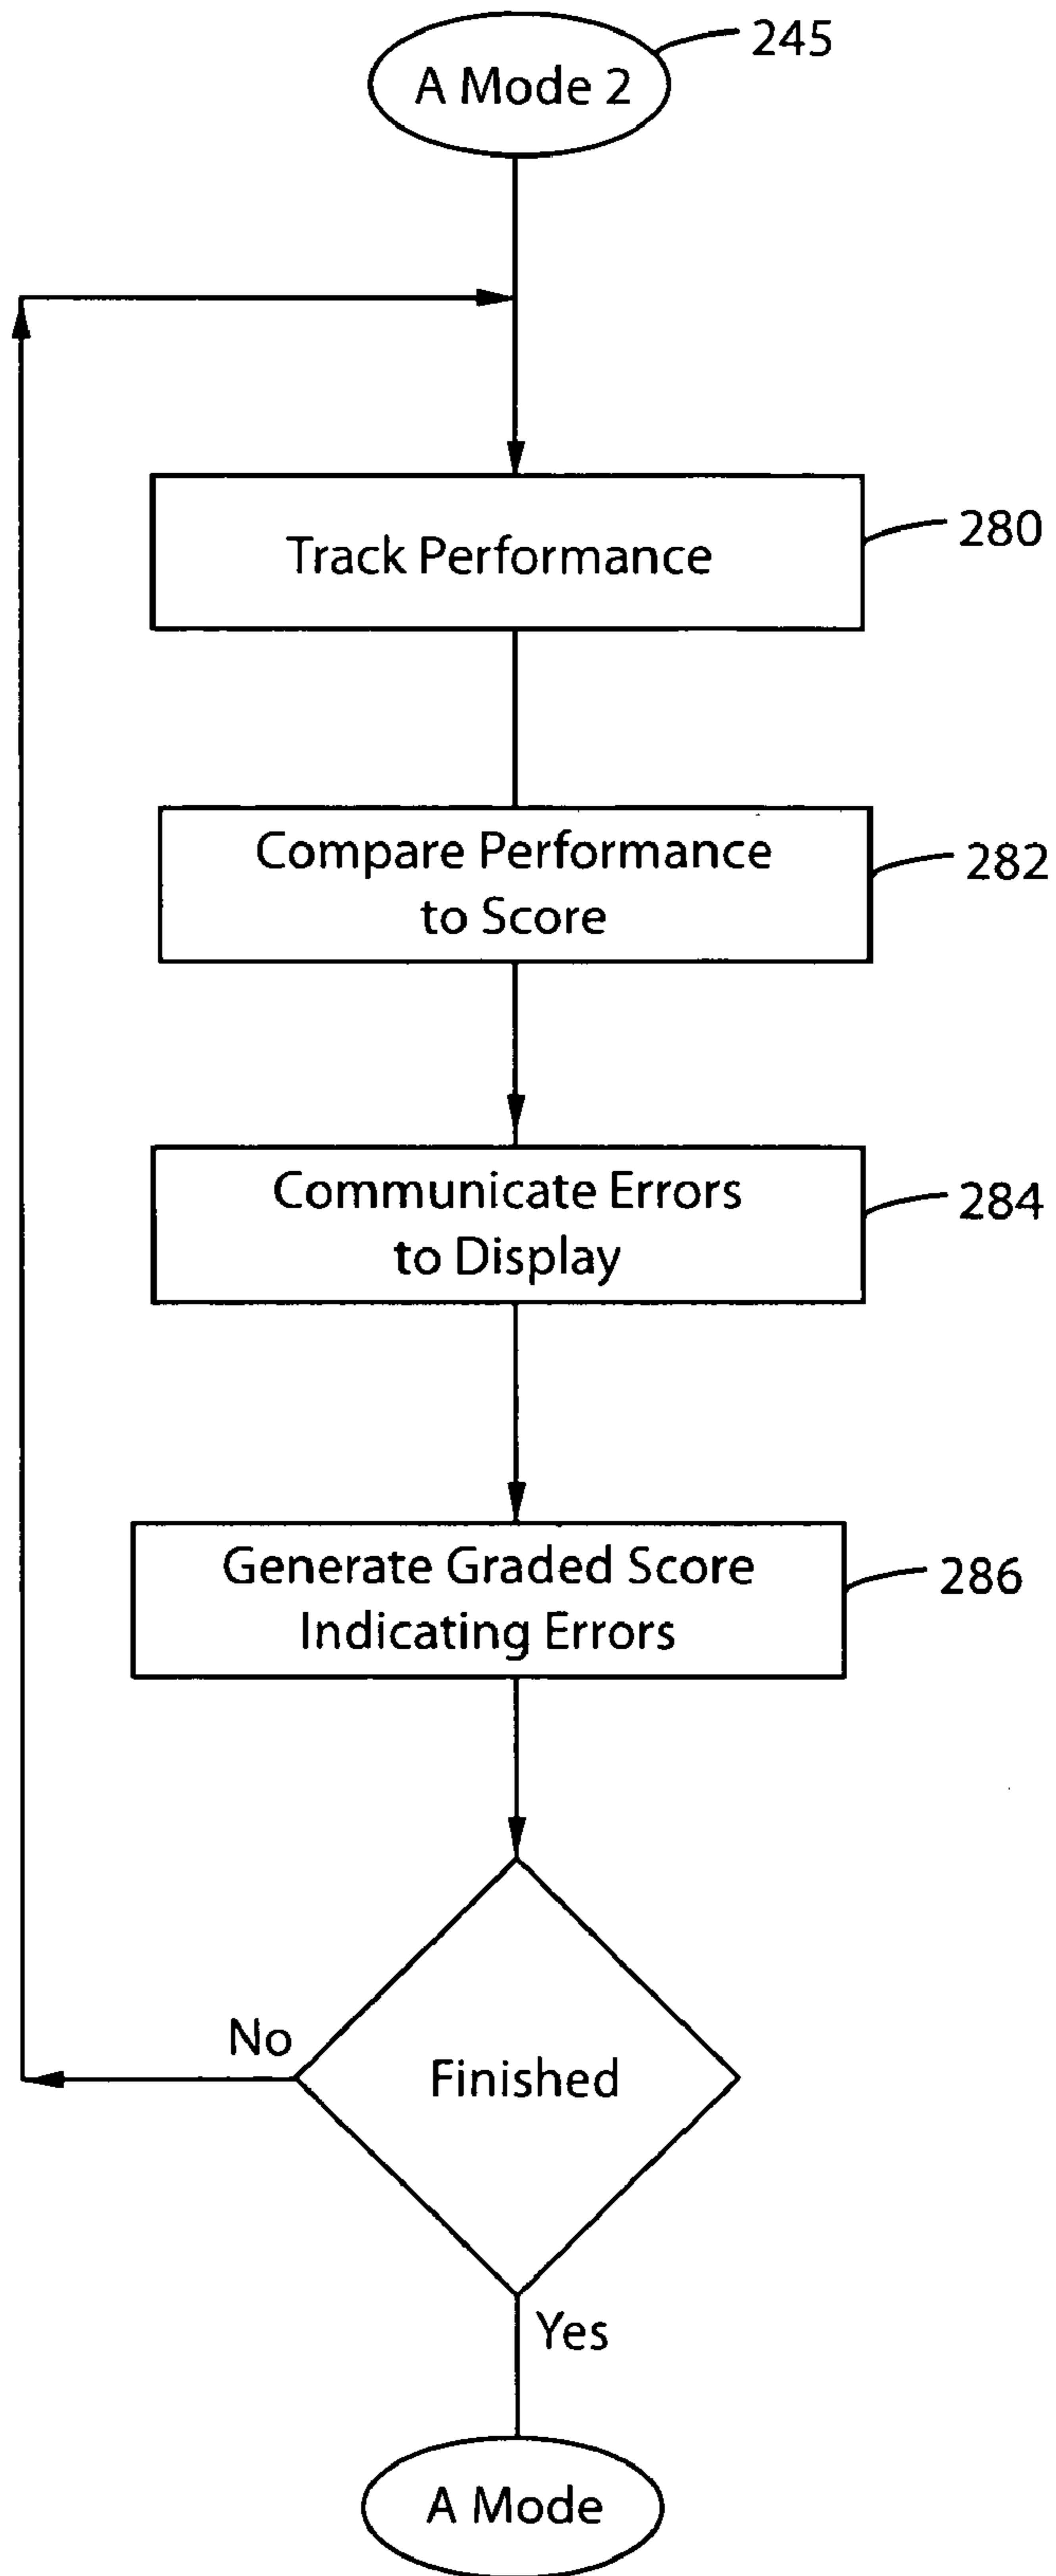 A Mode 2
245
Track Performance
280
Compare Performance
to Score
282
Communicate Errors
to Display
284
Generate Graded Score
Indicating Errors
286
No
Finished
Yes
A Mode